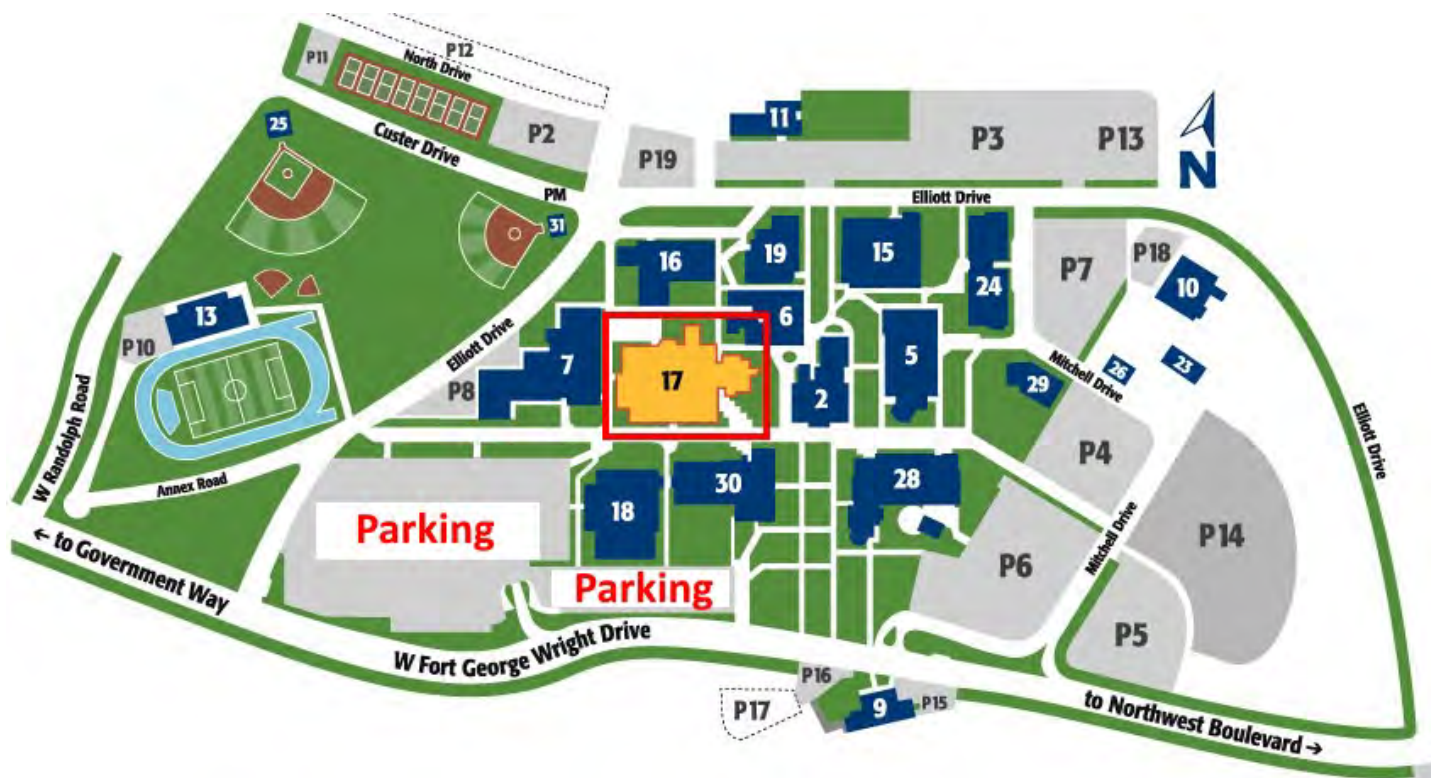 P12
P11
North Drive
P2
25
Custer Drive
11
P3
P13
P19
N
PM
31
Elliott Drive
16
19
15
24
P7
P18
10
13
P10
6
Elliott Drive
7
17
2
5
P8
29
Mitchell Drive
26
23
W Randolph Road
Annex Road
Elliott Drive
P4
30
28
18
Parking
Parking
P6
Mitchell Drive
P14
← to Government Way
W Fort George Wright Drive
P5
P16
P17
9
P15
to Northwest Boulevard →